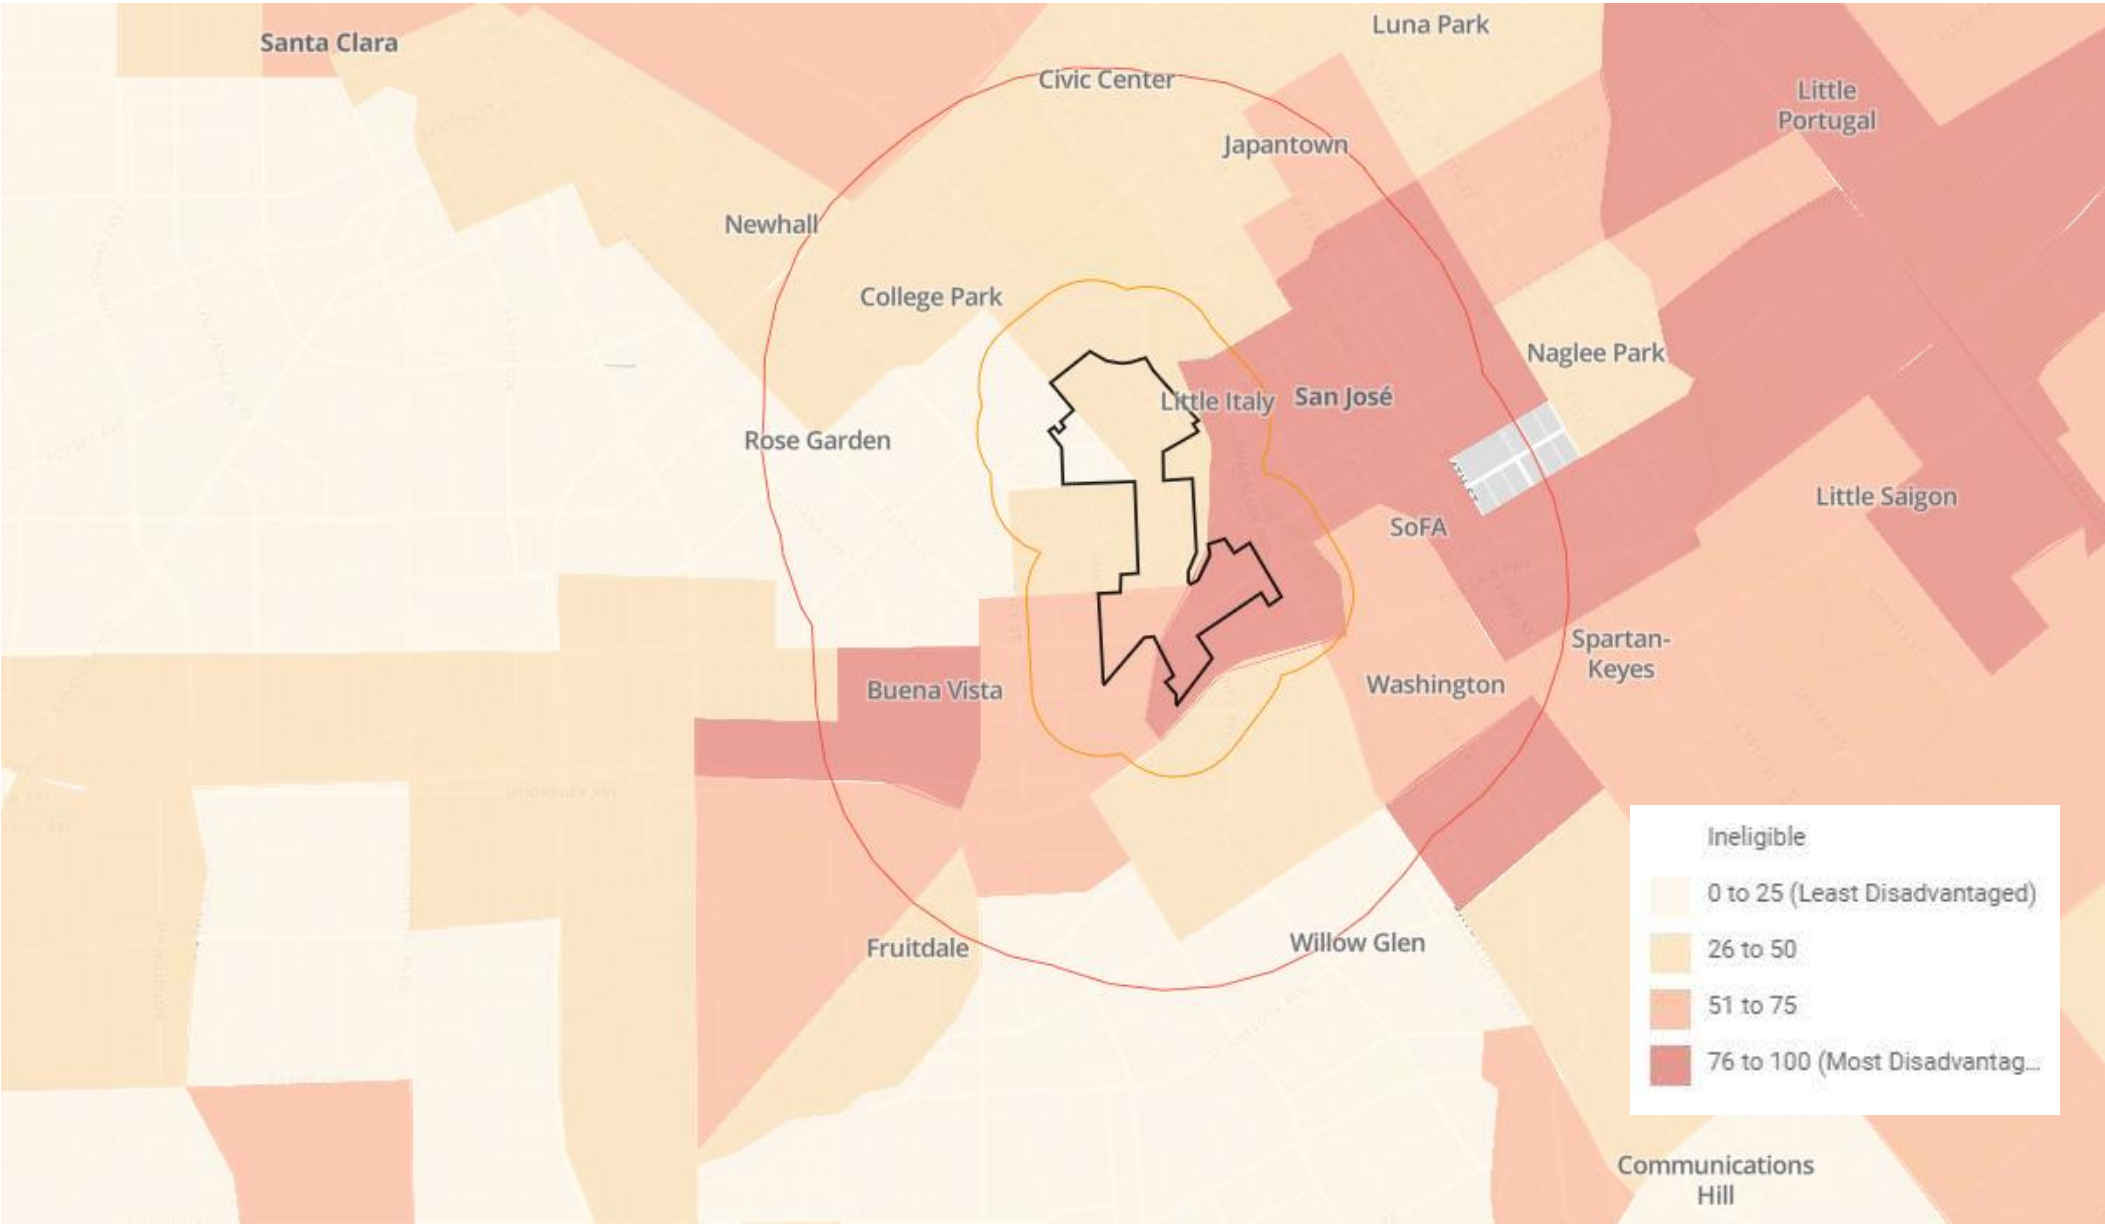 Luna Park
Santa Clara
Civic Center
Little
Portugal
Japantown
Newhall
College Park
Naglee Park
Little Italy
San José
Rose Garden
Little Saigon
SoFA
Spartan-
Keyes
Buena Vista
Washington
Fruitdale
Willow Glen
Ineligible
0 to 25 (Least Disadvantaged)
26 to 50
51 to 75
76 to 100 (Most Disadvantag...
Communications
Hill